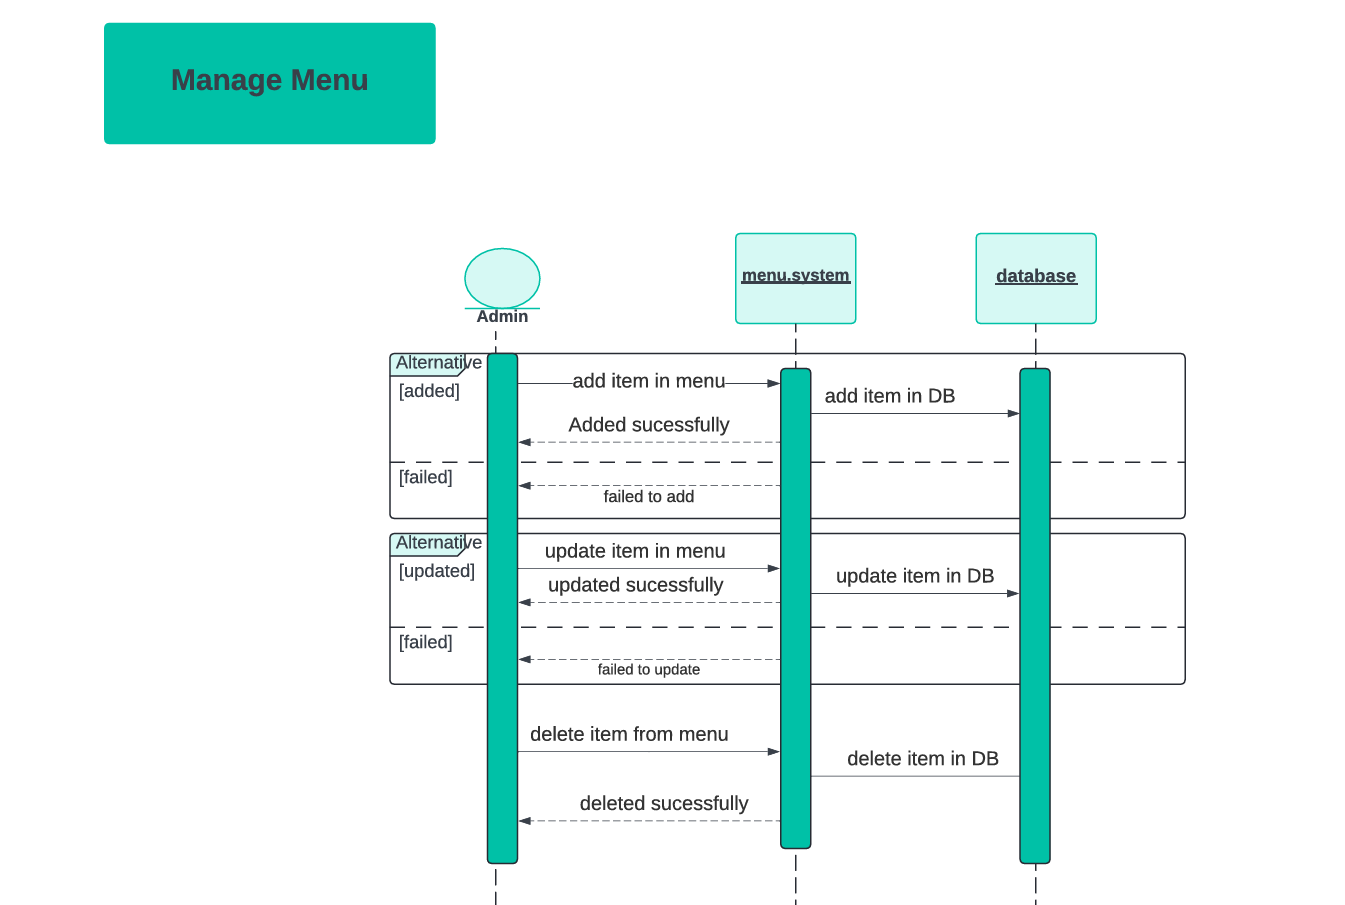 Manage Menu
Admin
menu.system
database
Alternative
[added]
add item in menu
add item in DB
Added sucessfully
[failed]
failed to add
Alternative
[updated]
update item in menu
update item in DB
updated sucessfully
[failed]
failed to update
delete item from menu
delete item in DB
deleted sucessfully